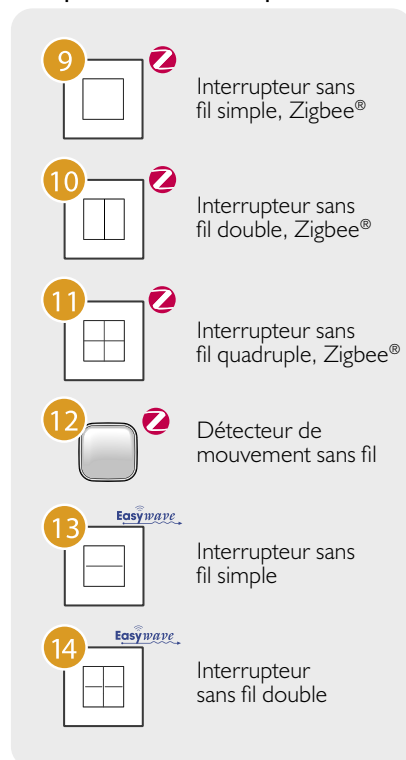 9
Interrupteur sans
fil simple, Zigbee®
10
Interrupteur sans
fil double, Zigbee®
11
Interrupteur sans
fil quadruple, Zigbee®
12
Détecteur de
mouvement sans fil
Easywave
13
Interrupteur sans
fil simple
Easywave
14
Interrupteur
sans fil double